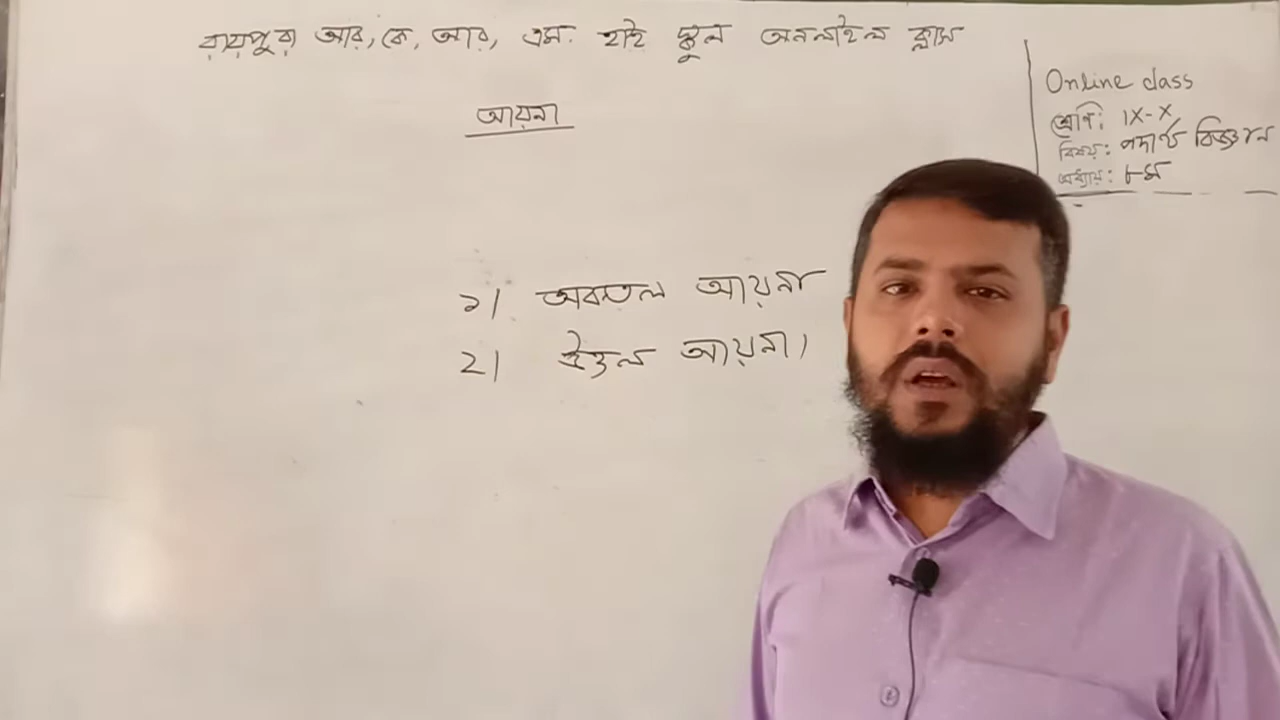 রায়পুরা আর, কে, আর, এম. হাই স্কুল অনলাইন ক্লাস
আয়না
Online class
শ্রেণি: IX-X
বিষয়: পদার্থ বিজ্ঞান
অধ্যায়: ৮ম
১। অবতল আয়না
২। উত্তল আয়না।